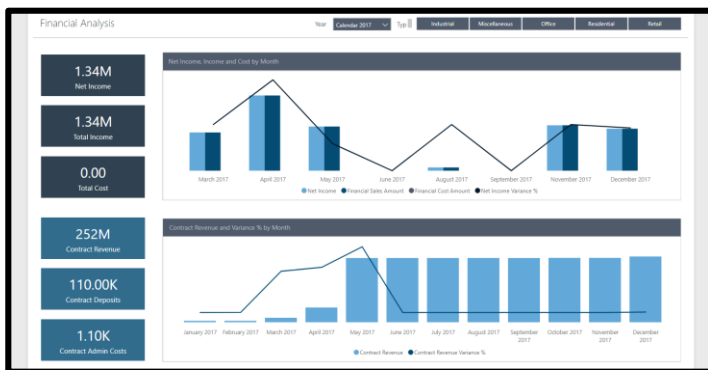 Financial Analysis
Year Calendar 2017 Typ Industrial Miscellaneous Office Residential Retail
1.34M
Net Income
1.34M
Total Income
0.00
Total Cost
Net Income, Income and Cost by Month
March 2017 April 2017 May 2017 June 2017 August 2017 September 2017 November 2017 December 2017
Net Income Financial Sales Amount Financial Cost Amount Net Income Variance %
252M
Contract Revenue
110.00K
Contract Deposits
1.10K
Contract Admin Costs
Contract Revenue and Variance % by Month
January 2017 February 2017 March 2017 April 2017 May 2017 June 2017 July 2017 August 2017 September October 2017 November December
2017 2017 2017
Contract Revenue Contract Revenue Variance %